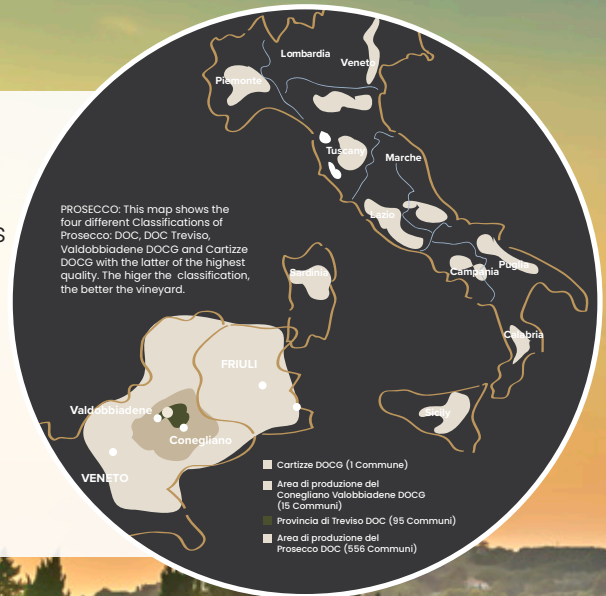 Lombardia
Veneto
Piemonte
Tuscany
Marche
Lazio
Campania
Puglia
Sardinia
Calabria
Sicily
S
PROSECCO: This map shows the
four different Classifications of
Prosecco: DOC, DOC Treviso,
Valdobbiadene DOCG and Cartizze
DOCG with the latter of the highest
quality. The higer the classification,
the better the vineyard.
FRIULI
Valdobbiadene
Conegliano
VENETO
Cartizze DOCG (1 Commune)
Area di produzione del
Conegliano Valobbiadene DOCG
(15 Communi)
Provincia di Treviso DOC (95 Communi)
Area di produzione del
Prosecco DOC (556 Communi)